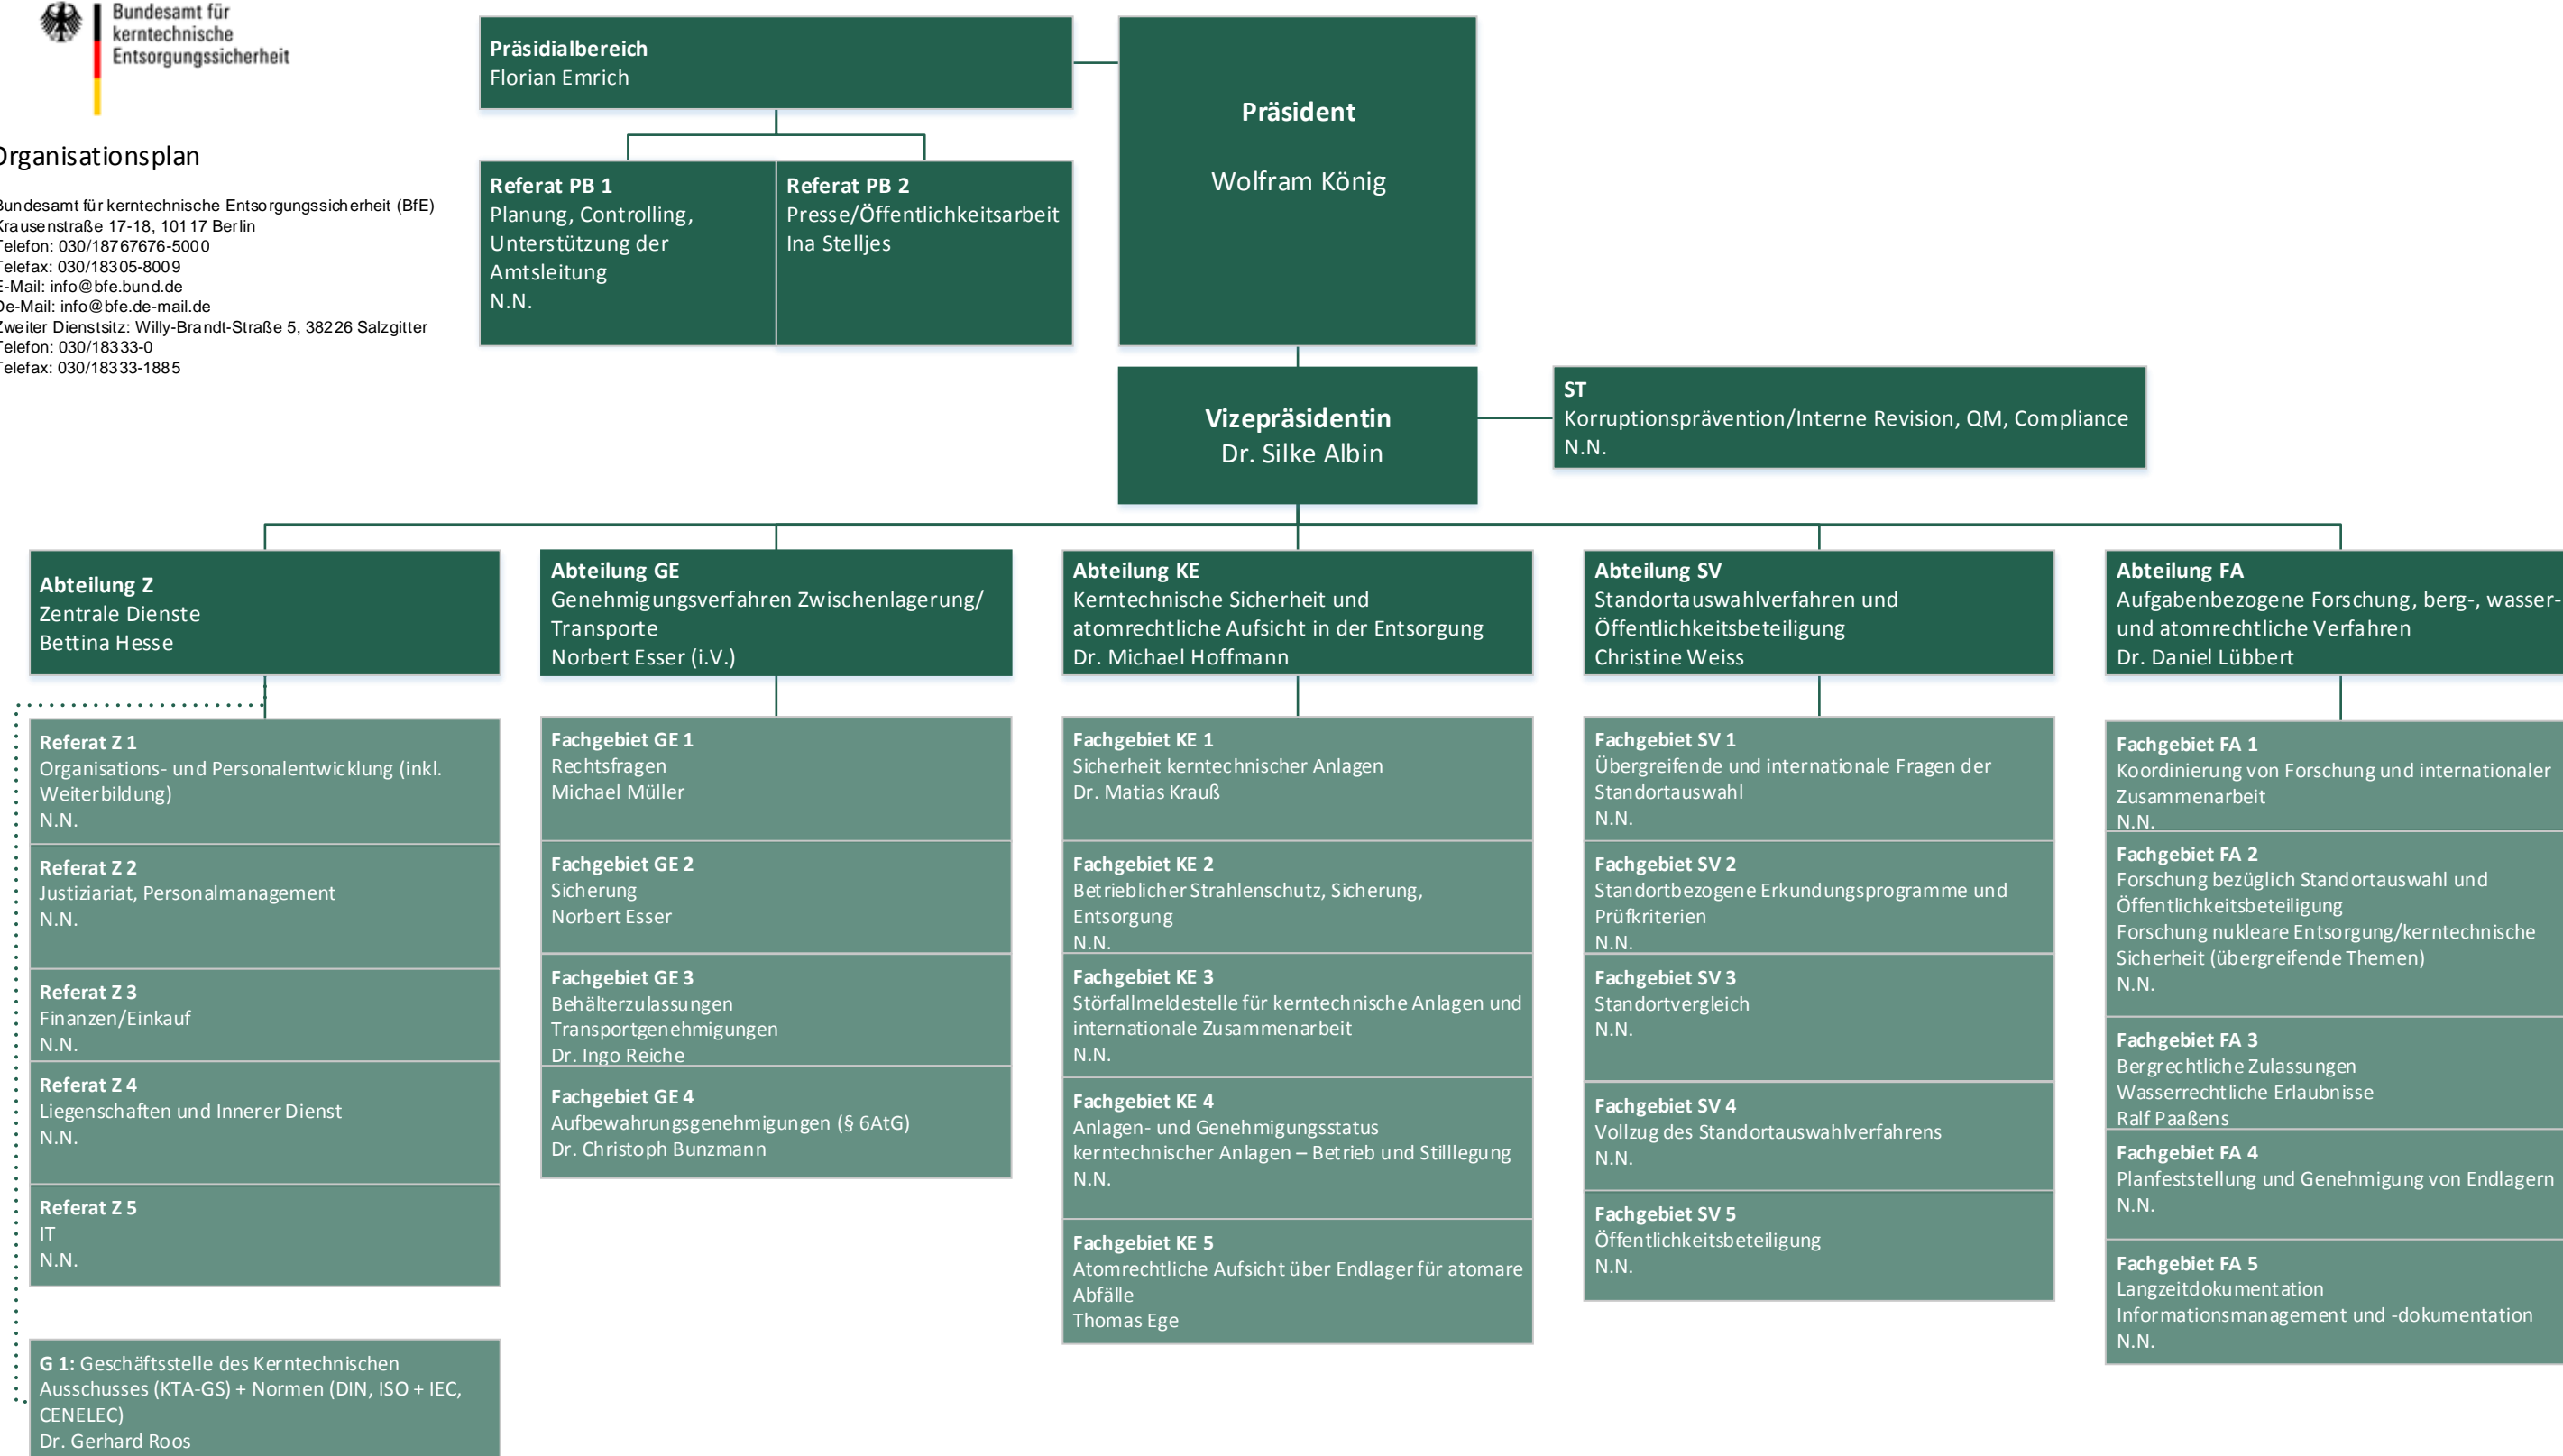 Bundesamt für
kerntechnische
Entsorgungssicherheit
Organisationsplan
Bundesamt für kerntechnische Entsorgungssicherheit (BfE)
Krausenstraße 17-18, 10117 Berlin
Telefon: 030/18767676-5000
Telefax: 030/18305-8009
E-Mail: info@bfe.bund.de
De-Mail: info@bfe.de-mail.de
Zweiter Dienstsitz: Willy-Brandt-Straße 5, 38226 Salzgitter
Telefon: 030/18333-0
Telefax: 030/18333-1885
Präsidialbereich
Florian Emrich
Referat PB 1
Planung, Controlling,
Unterstützung der
Amtsleitung
N.N.
Referat PB 2
Presse/Öffentlichkeitsarbeit
Ina Stelljes
Präsident
Wolfram König
Vizepräsidentin
Dr. Silke Albin
ST
Korruptionsprävention/Interne Revision, QM, Compliance
N.N.
Abteilung Z
Zentrale Dienste
Bettina Hesse
Referat Z 1
Organisations- und Personalentwicklung (inkl.
Weiterbildung)
N.N.
Referat Z 2
Justiziariat, Personalmanagement
N.N.
Referat Z 3
Finanzen/Einkauf
N.N.
Referat Z 4
Liegenschaften und Innerer Dienst
N.N.
Referat Z 5
IT
N.N.
G 1: Geschäftsstelle des Kerntechnischen
Ausschusses (KTA-GS) + Normen (DIN, ISO + IEC,
CENELEC)
Dr. Gerhard Roos
Abteilung GE
Genehmigungsverfahren Zwischenlagerung/
Transporte
Norbert Esser (i.V.)
Fachgebiet GE 1
Rechtsfragen
Michael Müller
Fachgebiet GE 2
Sicherung
Norbert Esser
Fachgebiet GE 3
Behälterzulassungen
Transportgenehmigungen
Dr. Ingo Reiche
Fachgebiet GE 4
Aufbewahrungsgenehmigungen (§ 6AtG)
Dr. Christoph Bunzmann
Abteilung KE
Kerntechnische Sicherheit und
atomrechtliche Aufsicht in der Entsorgung
Dr. Michael Hoffmann
Fachgebiet KE 1
Sicherheit kerntechnischer Anlagen
Dr. Matias Krauß
Fachgebiet KE 2
Betrieblicher Strahlenschutz, Sicherung,
Entsorgung
N.N.
Fachgebiet KE 3
Störfallmeldestelle für kerntechnische Anlagen und
internationale Zusammenarbeit
N.N.
Fachgebiet KE 4
Anlagen- und Genehmigungsstatus
kerntechnischer Anlagen – Betrieb und Stilllegung
N.N.
Fachgebiet KE 5
Atomrechtliche Aufsicht über Endlager für atomare
Abfälle
Thomas Ege
Abteilung SV
Standortauswahlverfahren und
Öffentlichkeitsbeteiligung
Christine Weiss
Fachgebiet SV 1
Übergreifende und internationale Fragen der
Standortauswahl
N.N.
Fachgebiet SV 2
Standortbezogene Erkundungsprogramme und
Prüfkriterien
N.N.
Fachgebiet SV 3
Standortvergleich
N.N.
Fachgebiet SV 4
Vollzug des Standortauswahlverfahrens
N.N.
Fachgebiet SV 5
Öffentlichkeitsbeteiligung
N.N.
Abteilung FA
Aufgabenbezogene Forschung, berg-, wasser-
und atomrechtliche Verfahren
Dr. Daniel Lübbert
Fachgebiet FA 1
Koordinierung von Forschung und internationaler
Zusammenarbeit
N.N.
Fachgebiet FA 2
Forschung bezüglich Standortauswahl und
Öffentlichkeitsbeteiligung
Forschung nukleare Entsorgung/kerntechnische
Sicherheit (übergreifende Themen)
N.N.
Fachgebiet FA 3
Bergrechtliche Zulassungen
Wasserrechtliche Erlaubnisse
Ralf Paaßens
Fachgebiet FA 4
Planfeststellung und Genehmigung von Endlagern
N.N.
Fachgebiet FA 5
Langzeitdokumentation
Informationsmanagement und -dokumentation
N.N.